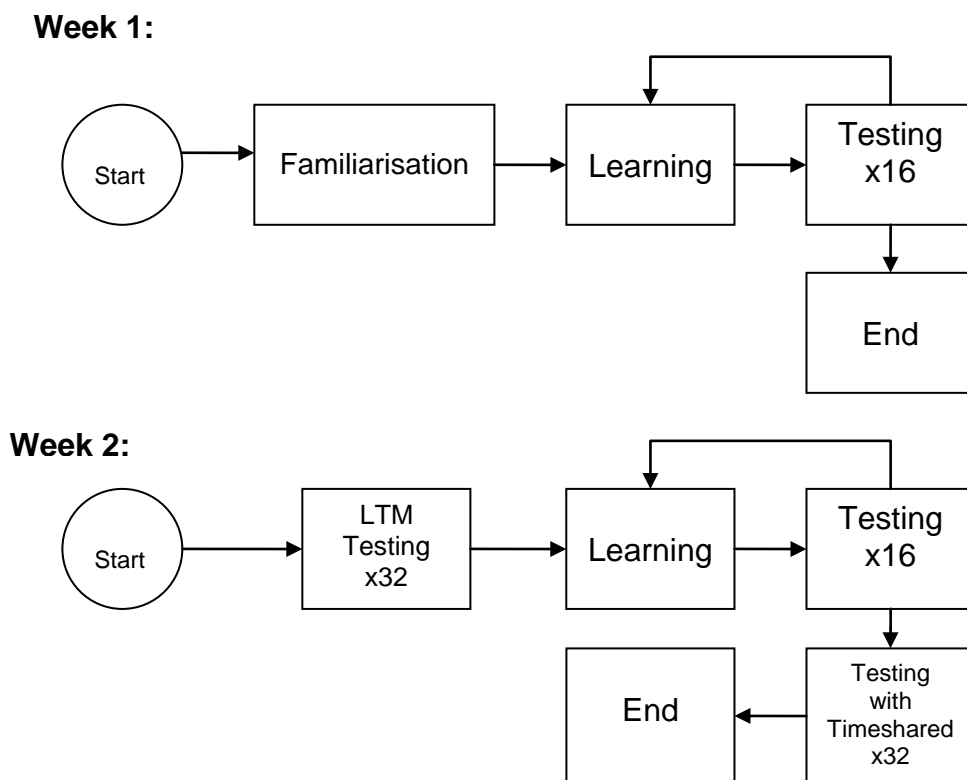 Week 1:
Start
Familiarisation
Learning
Testing
x16
End
Week 2:
Start
LTM
Testing
x32
Learning
Testing
x16
End
Testing
with
Timeshared
x32